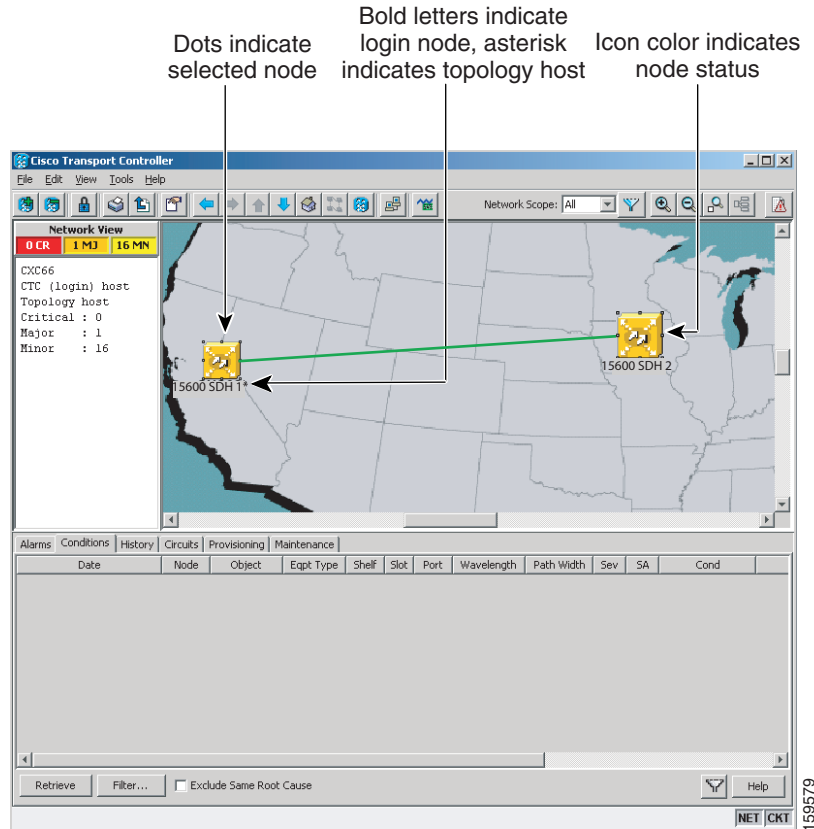 Dots indicate
selected node
Bold letters indicate
login node, asterisk
indicates topology host
Icon color indicates
node status
Cisco Transport Controller
File Edit View Tools Help
Network Scope: All
Network View
0 CR 1 MJ 16 MN
CXC66
CTC (login) host
Topology host
Critical : 0
Major : 1
Minor : 16
15600 SDH 1*
15600 SDH 2
Alarms Conditions History Circuits Provisioning Maintenance
Date Node Object Eqpt Type Shelf Slot Port Wavelength Path Width Sev SA Cond
Retrieve Filter... Exclude Same Root Cause Help
NET CKT
159579